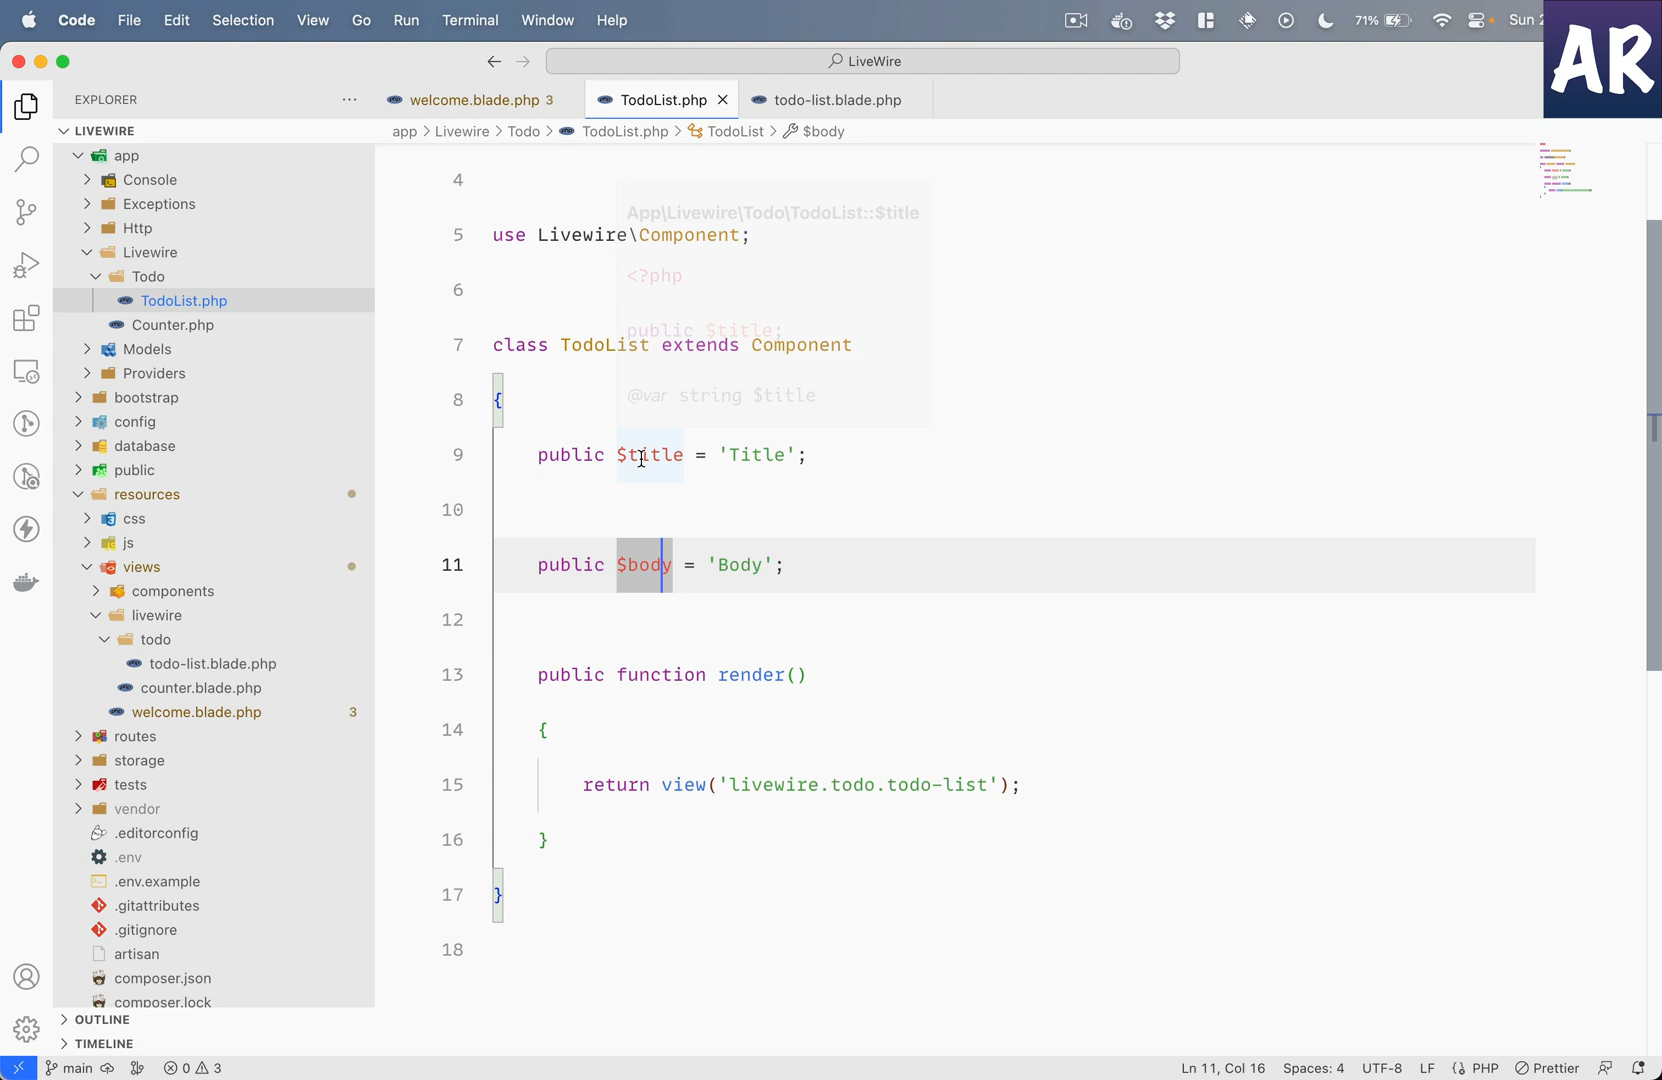 Code File Edit Selection View Go Run Terminal Window Help 71% Sun 2
AR
LiveWire
EXPLORER
welcome.blade.php 3
TodoList.php
todo-list.blade.php
app > Livewire > Todo > TodoList.php > TodoList > $body
LIVEWIRE
app
Console
Exceptions
Http
Livewire
Todo
TodoList.php
Counter.php
Models
Providers
bootstrap
config
database
public
resources
css
js
views
components
livewire
todo
todo-list.blade.php
counter.blade.php
welcome.blade.php 3
routes
storage
tests
vendor
.editorconfig
.env
.env.example
.gitattributes
.gitignore
artisan
composer.json
composer.lock
OUTLINE
TIMELINE
4
App\Livewire\Todo\TodoList::$title
5 use Livewire\Component;
<?php
6
public $title;
7 class TodoList extends Component
@var string $title
8 {
9 public $title = 'Title';
10
11 public $body = 'Body';
12
13 public function render()
14 {
15 return view('livewire.todo.todo-list');
16 }
17 }
18
main 0 3 Ln 11, Col 16 Spaces: 4 UTF-8 LF PHP Prettier